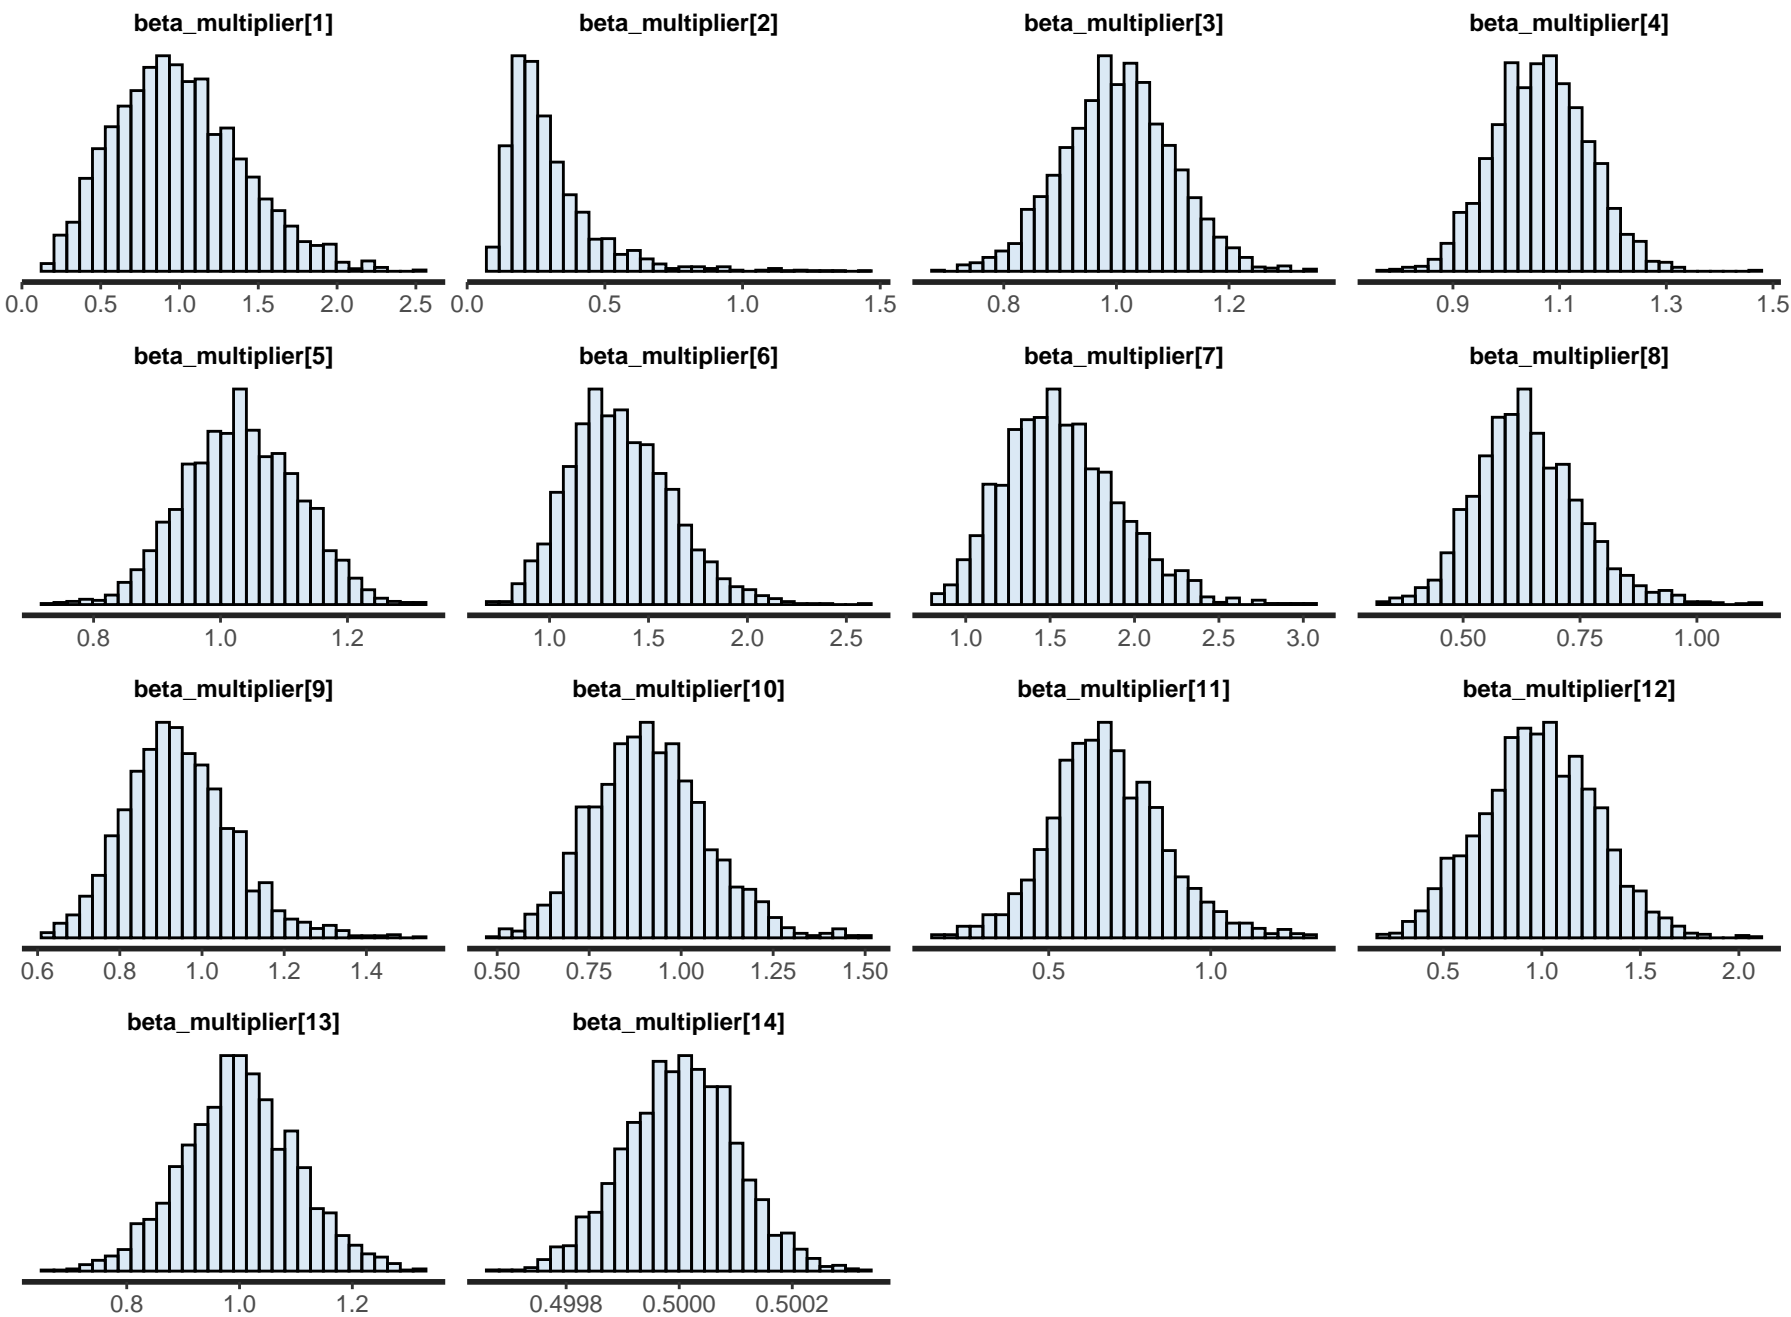 beta_multiplier[1] beta_multiplier[2] beta_multiplier[3] beta_multiplier[4]
0.0 0.5 1.0 1.5 2.0 2.5 0.0 0.5 1.0 1.5 0.8 1.0 1.2 0.9 1.1 1.3 1.5
beta_multiplier[5] beta_multiplier[6] beta_multiplier[7] beta_multiplier[8]
0.8 1.0 1.2 1.0 1.5 2.0 2.5 1.0 1.5 2.0 2.5 3.0 0.50 0.75 1.00
beta_multiplier[9] beta_multiplier[10] beta_multiplier[11] beta_multiplier[12]
0.6 0.8 1.0 1.2 1.4 0.50 0.75 1.00 1.25 1.50 0.5 1.0 0.5 1.0 1.5 2.0
beta_multiplier[13] beta_multiplier[14]
0.8 1.0 1.2 0.4998 0.5000 0.5002